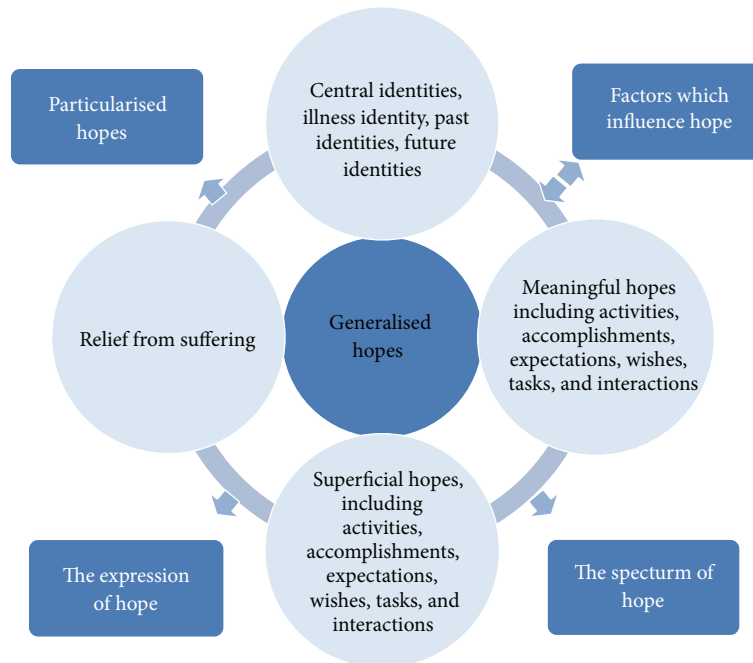 Particularised
hopes
Central identities,
illness identity, past
identities, future
identities
Factors which
influence hope
Relief from suffering
Generalised
hopes
Meaningful hopes
including activities,
accomplishments,
expectations, wishes,
tasks, and interactions
Superficial hopes,
including
activities,
accomplishments,
expectations,
wishes, tasks, and
interactions
The expression
of hope
The specturm of
hope